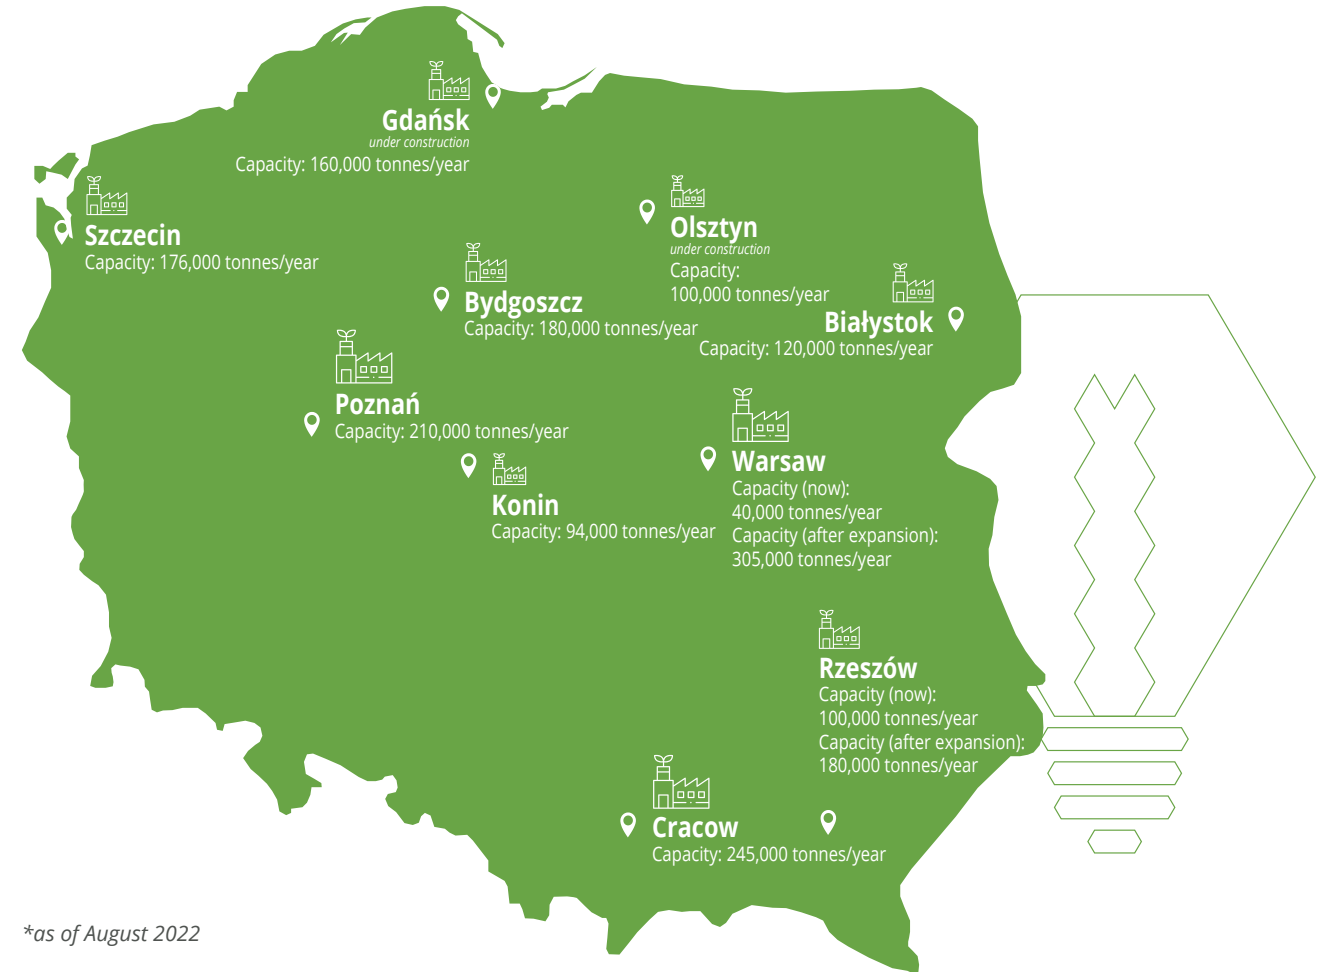 Gdańsk
under construction
Capacity: 160,000 tonnes/year
Szczecin
Capacity: 176,000 tonnes/year
Olsztyn
under construction
Capacity:
100,000 tonnes/year
Bydgoszcz
Capacity: 180,000 tonnes/year
Białystok
Capacity: 120,000 tonnes/year
Poznań
Capacity: 210,000 tonnes/year
Konin
Capacity: 94,000 tonnes/year
Warsaw
Capacity (now):
40,000 tonnes/year
Capacity (after expansion):
305,000 tonnes/year
Rzeszów
Capacity (now):
100,000 tonnes/year
Capacity (after expansion):
180,000 tonnes/year
Cracow
Capacity: 245,000 tonnes/year
*as of August 2022